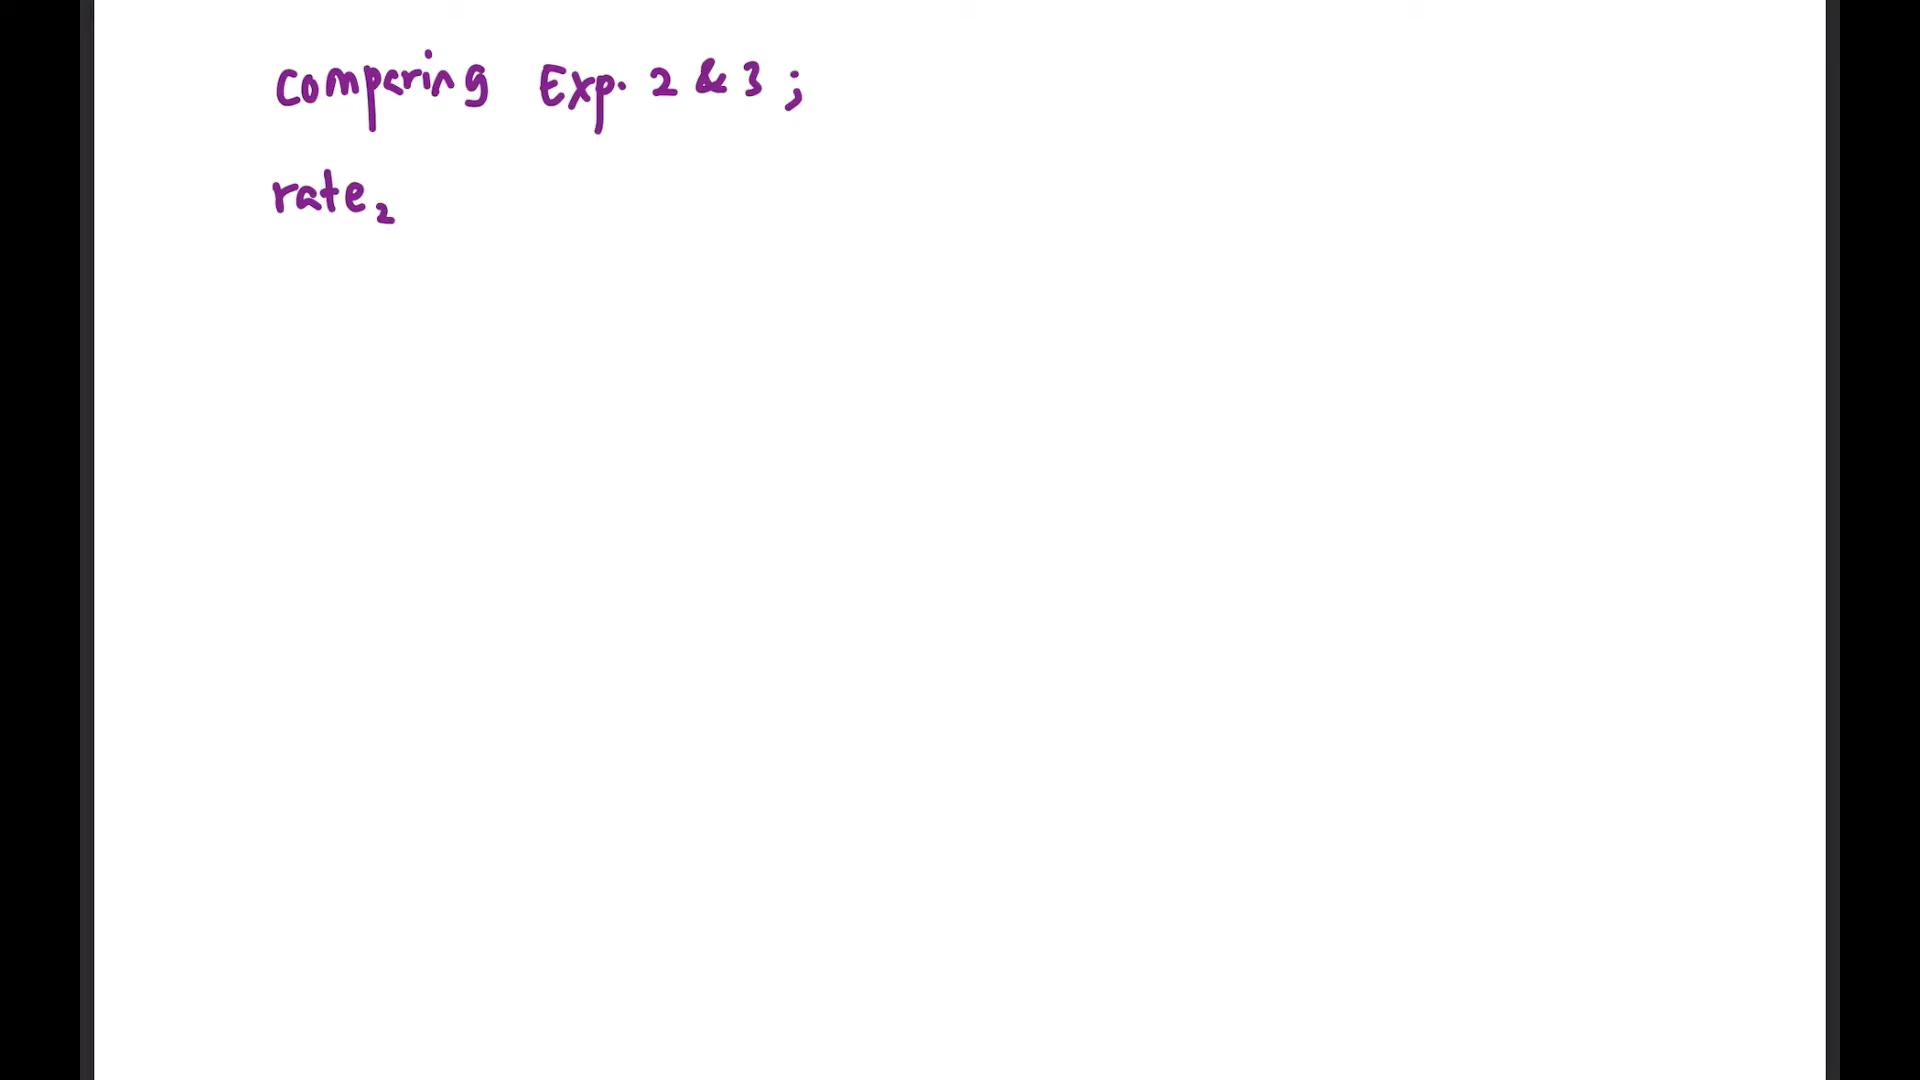 comparing Exp. 2 & 3 ;
rate₂